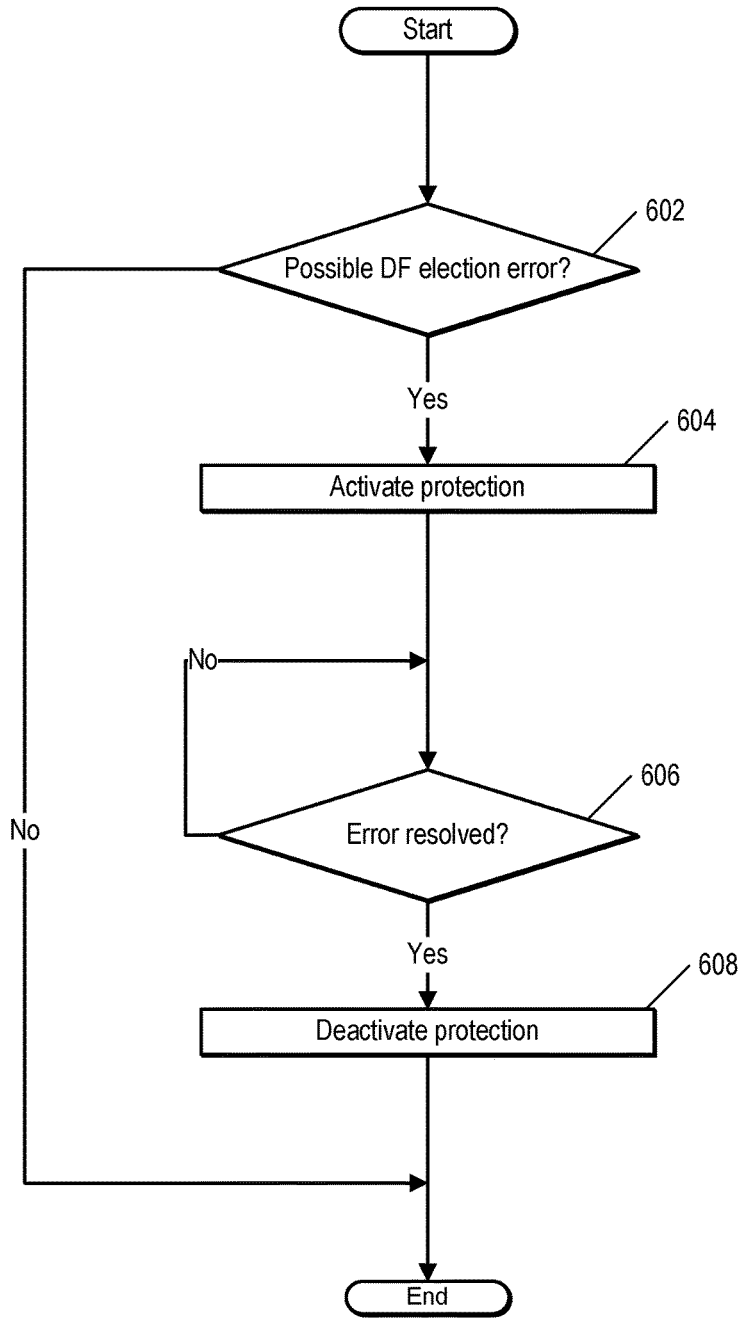 Start
602
Possible DF election error?
Yes
604
Activate protection
No
606
Error resolved?
No
Yes
608
Deactivate protection
End